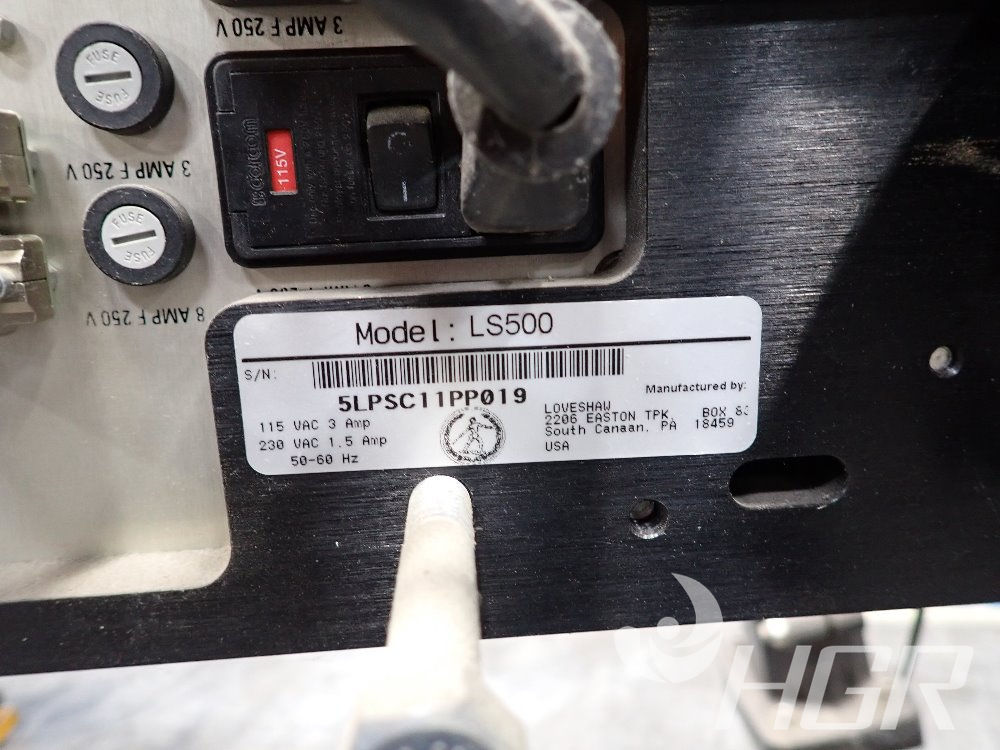 3 AMP F 250 V
FUSE
FUSE
115V
corcom
3 AMP F 250 V
FUSE
FUSE
8 AMP F 250 V
Model: LS500
S/N:
5LPSC11PP019
Manufactured by:
115 VAC 3 Amp
230 VAC 1.5 Amp
50-60 Hz
LOVESHAW
2206 EASTON TPK, BOX
South Canaan, PA 18459
USA
HGR